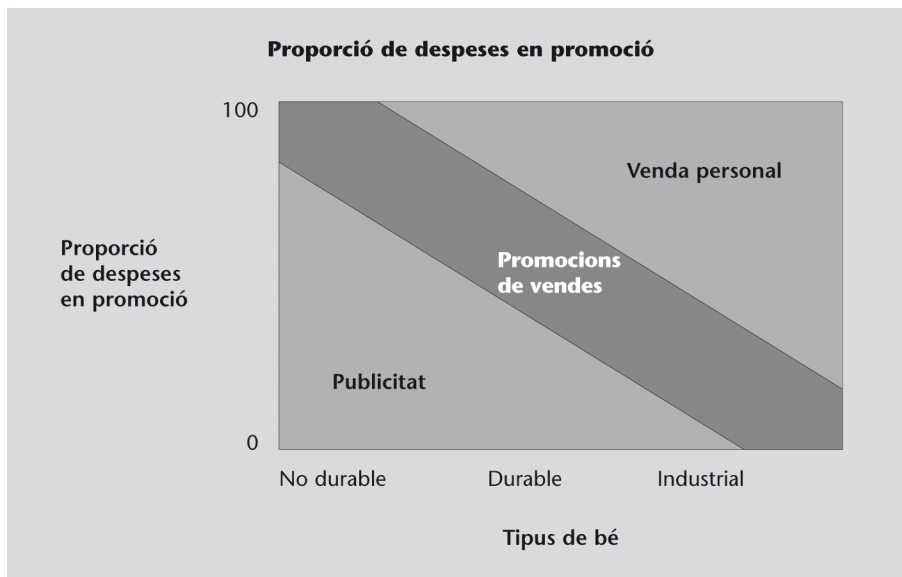 Proporció de despeses en promoció
100
Venda personal
Proporció
de despeses
en promoció
Promocions
de vendes
Publicitat
0
No durable Durable Industrial
Tipus de bé